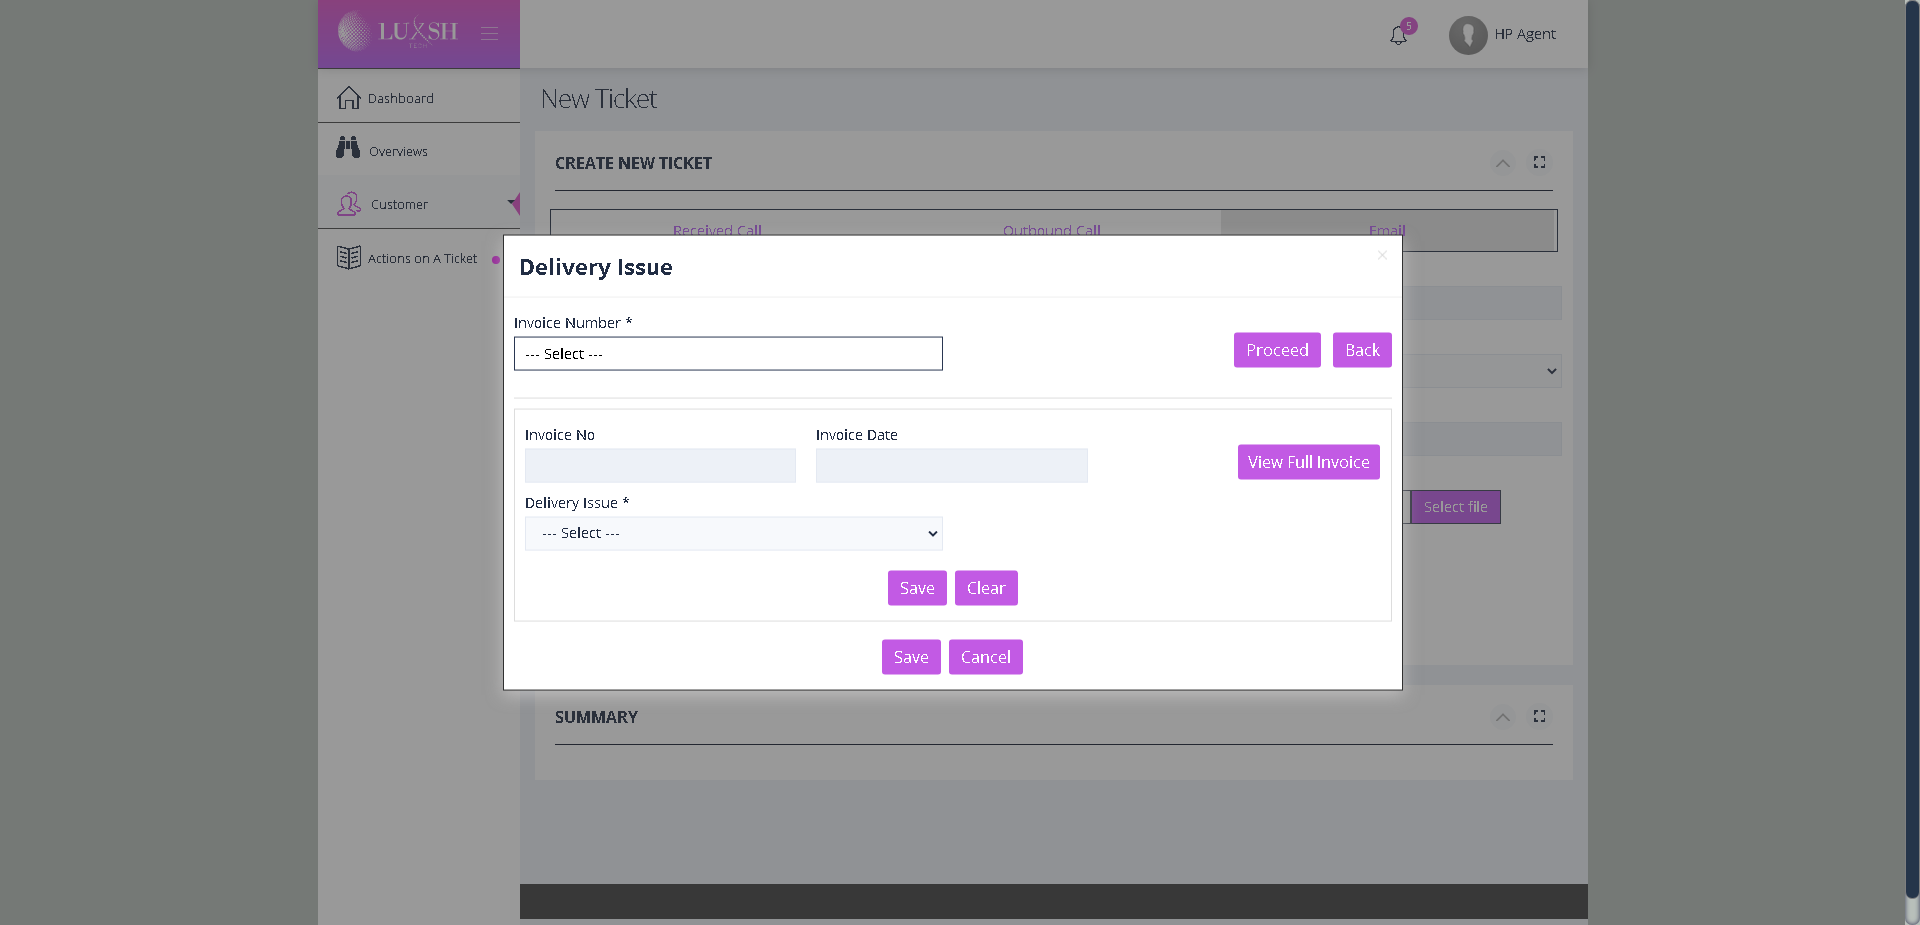 LUXSH
5
HP Agent
Dashboard
Overviews
Customer
Actions on A Ticket
New Ticket
CREATE NEW TICKET
Received Call
Outbound Call
Email
Delivery Issue
×
Invoice Number *
--- Select ---
Proceed
Back
Invoice No
Invoice Date
View Full Invoice
Delivery Issue *
--- Select ---
Select file
Save
Clear
Save
Cancel
SUMMARY